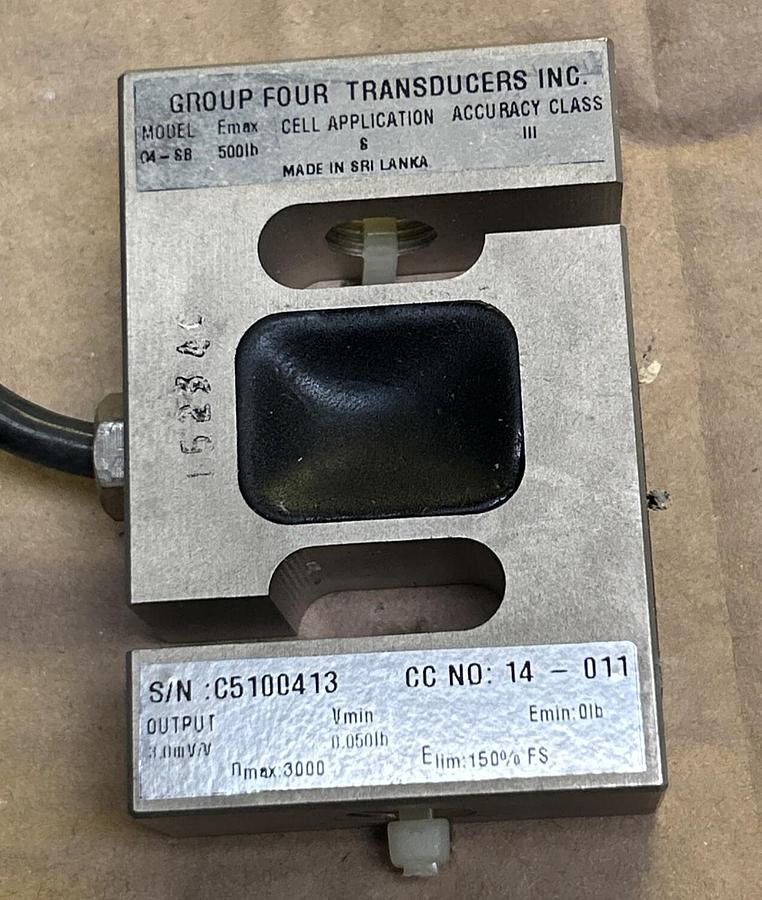 GROUP FOUR TRANSDUCERS INC.
MODEL Emax CELL APPLICATION ACCURACY CLASS
04-SB 500lb S III
MADE IN SRI LANKA
S/N :C5100413 CC NO: 14 - 011
OUTPUT Vmin Emin:0lb
3.0mV/V 0.050lb
nmax:3000 Elim:150% FS